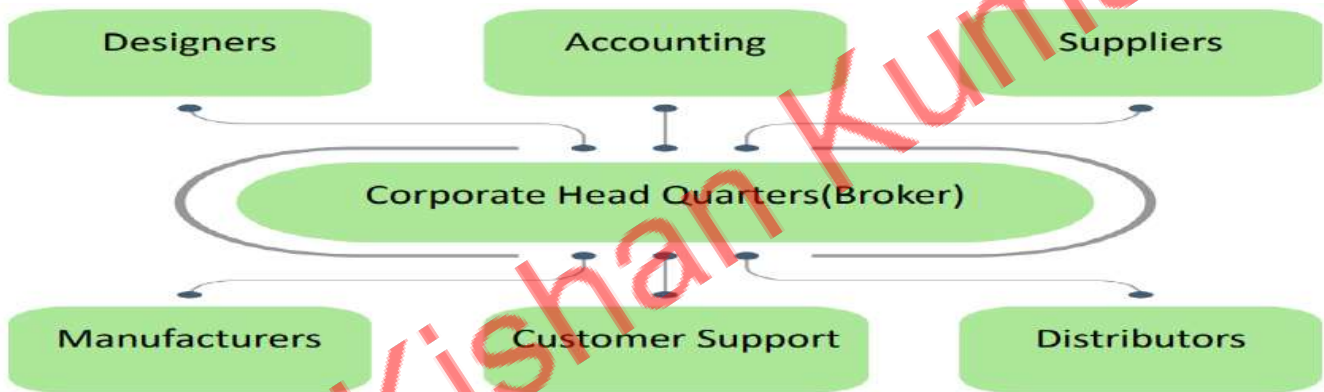 Designers
Accounting
Suppliers
Corporate Head Quarters(Broker)
Manufacturers
Customer Support
Distributors
Kishan Kum